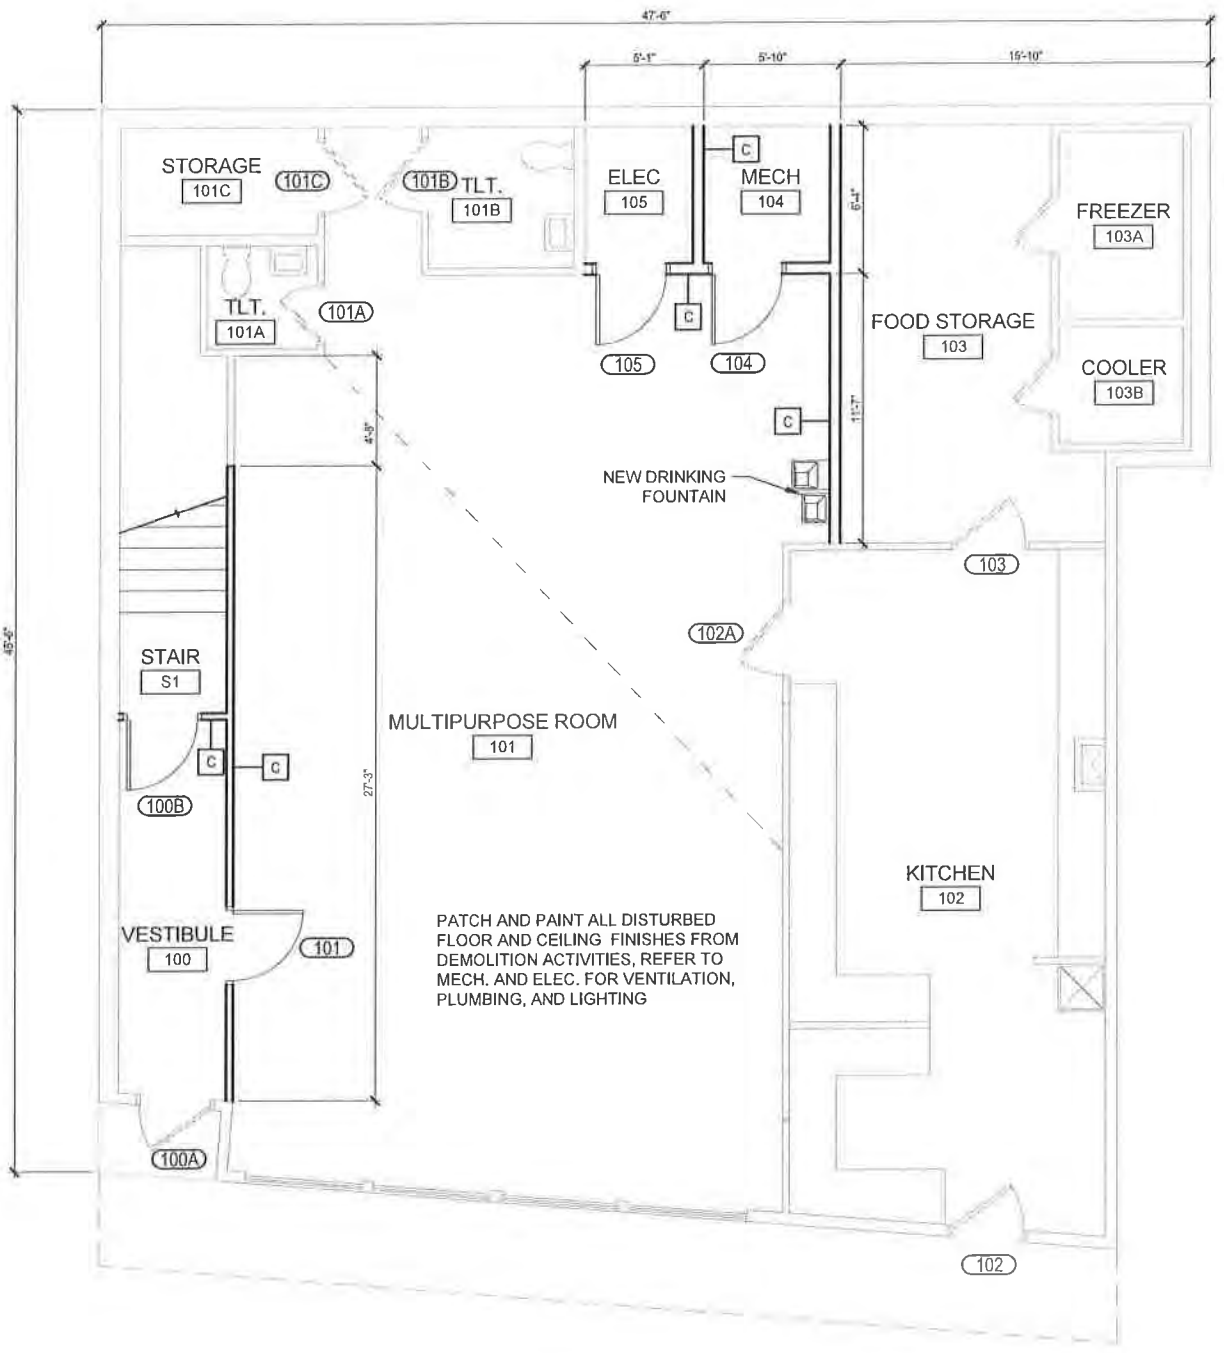 47'-6"
5'-1"
5'-10"
15'-10"
STORAGE
101C
101C
101B
TLT.
101B
ELEC
105
C
MECH
104
6'-4"
FREEZER
103A
TLT.
101A
101A
C
FOOD STORAGE
103
105
104
COOLER
103B
4'-8"
C
11'-7"
NEW DRINKING
FOUNTAIN
103
102A
45'-6"
STAIR
S1
MULTIPURPOSE ROOM
101
C
C
27'-3"
100B
KITCHEN
102
PATCH AND PAINT ALL DISTURBED
FLOOR AND CEILING FINISHES FROM
DEMOLITION ACTIVITIES, REFER TO
MECH. AND ELEC. FOR VENTILATION,
PLUMBING, AND LIGHTING
VESTIBULE
100
101
100A
102